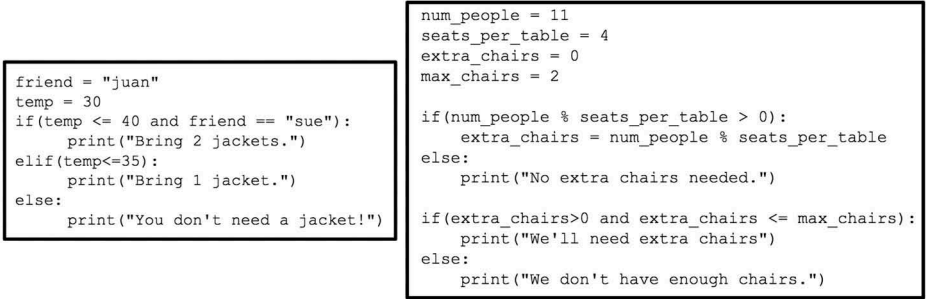 friend = "juan"
temp = 30
if(temp <= 40 and friend == "sue"):
     print("Bring 2 jackets.")
elif(temp<=35):
     print("Bring 1 jacket.")
else:
     print("You don't need a jacket!")
num_people = 11
seats_per_table = 4
extra_chairs = 0
max_chairs = 2

if(num_people % seats_per_table > 0):
    extra_chairs = num_people % seats_per_table
else:
    print("No extra chairs needed.")

if(extra_chairs>0 and extra_chairs <= max_chairs):
    print("We'll need extra chairs")
else:
    print("We don't have enough chairs.")